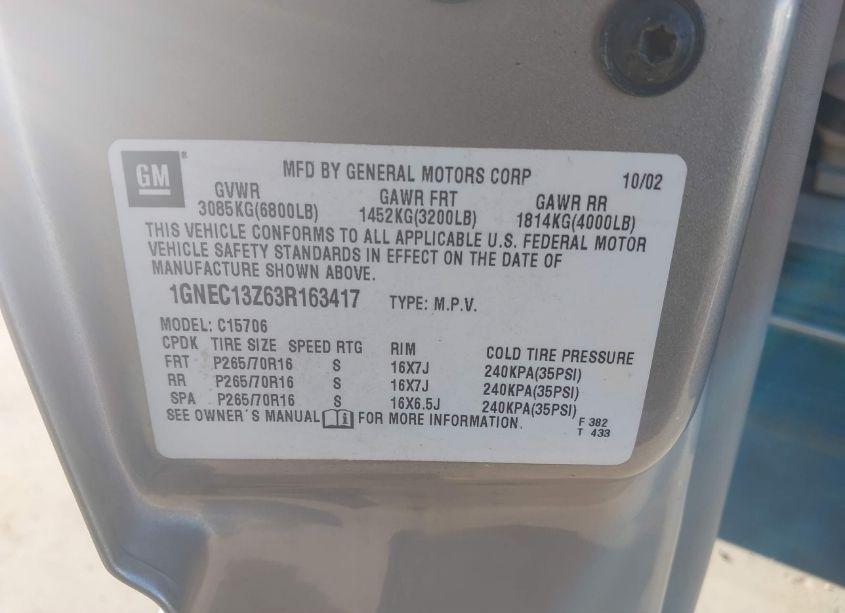 GM ®
MFD BY GENERAL MOTORS CORP 10/02
GVWR GAWR FRT GAWR RR
3085KG(6800LB) 1452KG(3200LB) 1814KG(4000LB)
THIS VEHICLE CONFORMS TO ALL APPLICABLE U.S. FEDERAL MOTOR
VEHICLE SAFETY STANDARDS IN EFFECT ON THE DATE OF
MANUFACTURE SHOWN ABOVE.
1GNEC13Z63R163417 TYPE: M.P.V.
MODEL: C15706
CPDK TIRE SIZE SPEED RTG RIM COLD TIRE PRESSURE
FRT P265/70R16 S 16X7J 240KPA(35PSI)
RR P265/70R16 S 16X7J 240KPA(35PSI)
SPA P265/70R16 S 16X6.5J 240KPA(35PSI)
SEE OWNER'S MANUAL FOR MORE INFORMATION. F 382
T 433